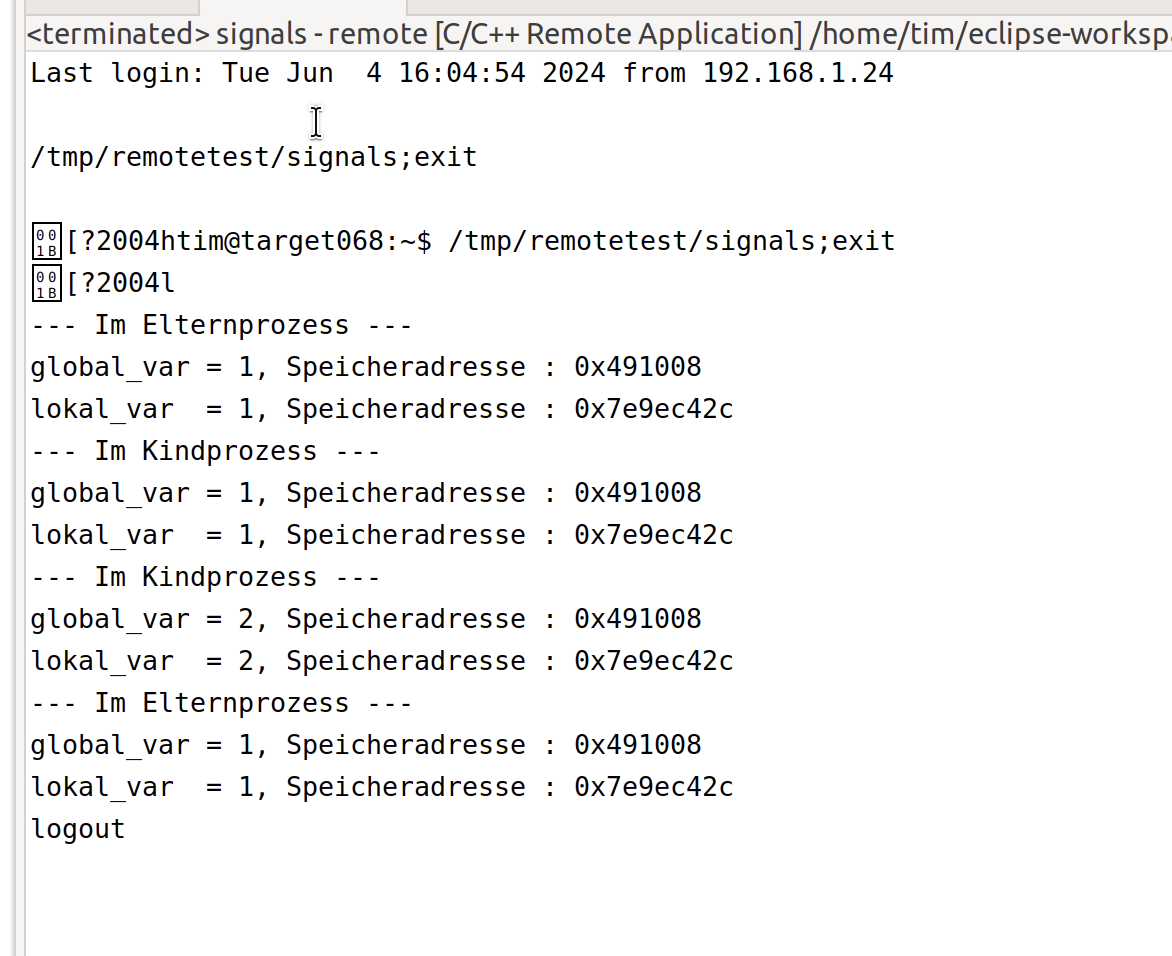 <terminated> signals - remote [C/C++ Remote Application] /home/tim/eclipse-worksp
Last login: Tue Jun  4 16:04:54 2024 from 192.168.1.24
/tmp/remotetest/signals;exit
[?2004htim@target068:~$ /tmp/remotetest/signals;exit
[?2004l
--- Im Elternprozess ---
global_var = 1, Speicheradresse : 0x491008
lokal_var  = 1, Speicheradresse : 0x7e9ec42c
--- Im Kindprozess ---
global_var = 1, Speicheradresse : 0x491008
lokal_var  = 1, Speicheradresse : 0x7e9ec42c
--- Im Kindprozess ---
global_var = 2, Speicheradresse : 0x491008
lokal_var  = 2, Speicheradresse : 0x7e9ec42c
--- Im Elternprozess ---
global_var = 1, Speicheradresse : 0x491008
lokal_var  = 1, Speicheradresse : 0x7e9ec42c
logout